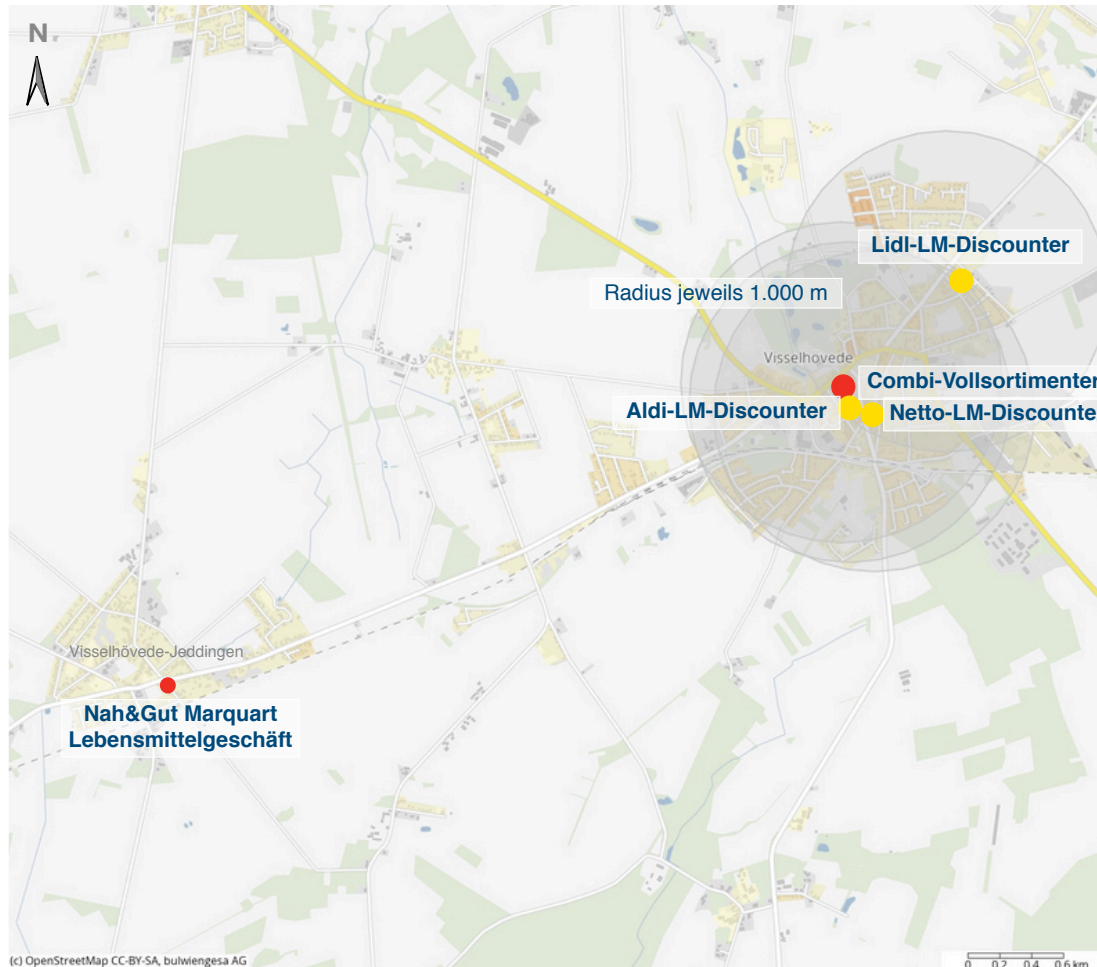 N
Lidl-LM-Discounter
Radius jeweils 1.000 m
Visselhövede
Combi-Vollsortimenter
Aldi-LM-Discounter
Netto-LM-Discounte
Visselhövede-Jeddingen
Nah&Gut Marquart
Lebensmittelgeschäft
(c) OpenStreetMap CC-BY-SA, bulwiengesa AG
0 0.2 0.4 0.6 km